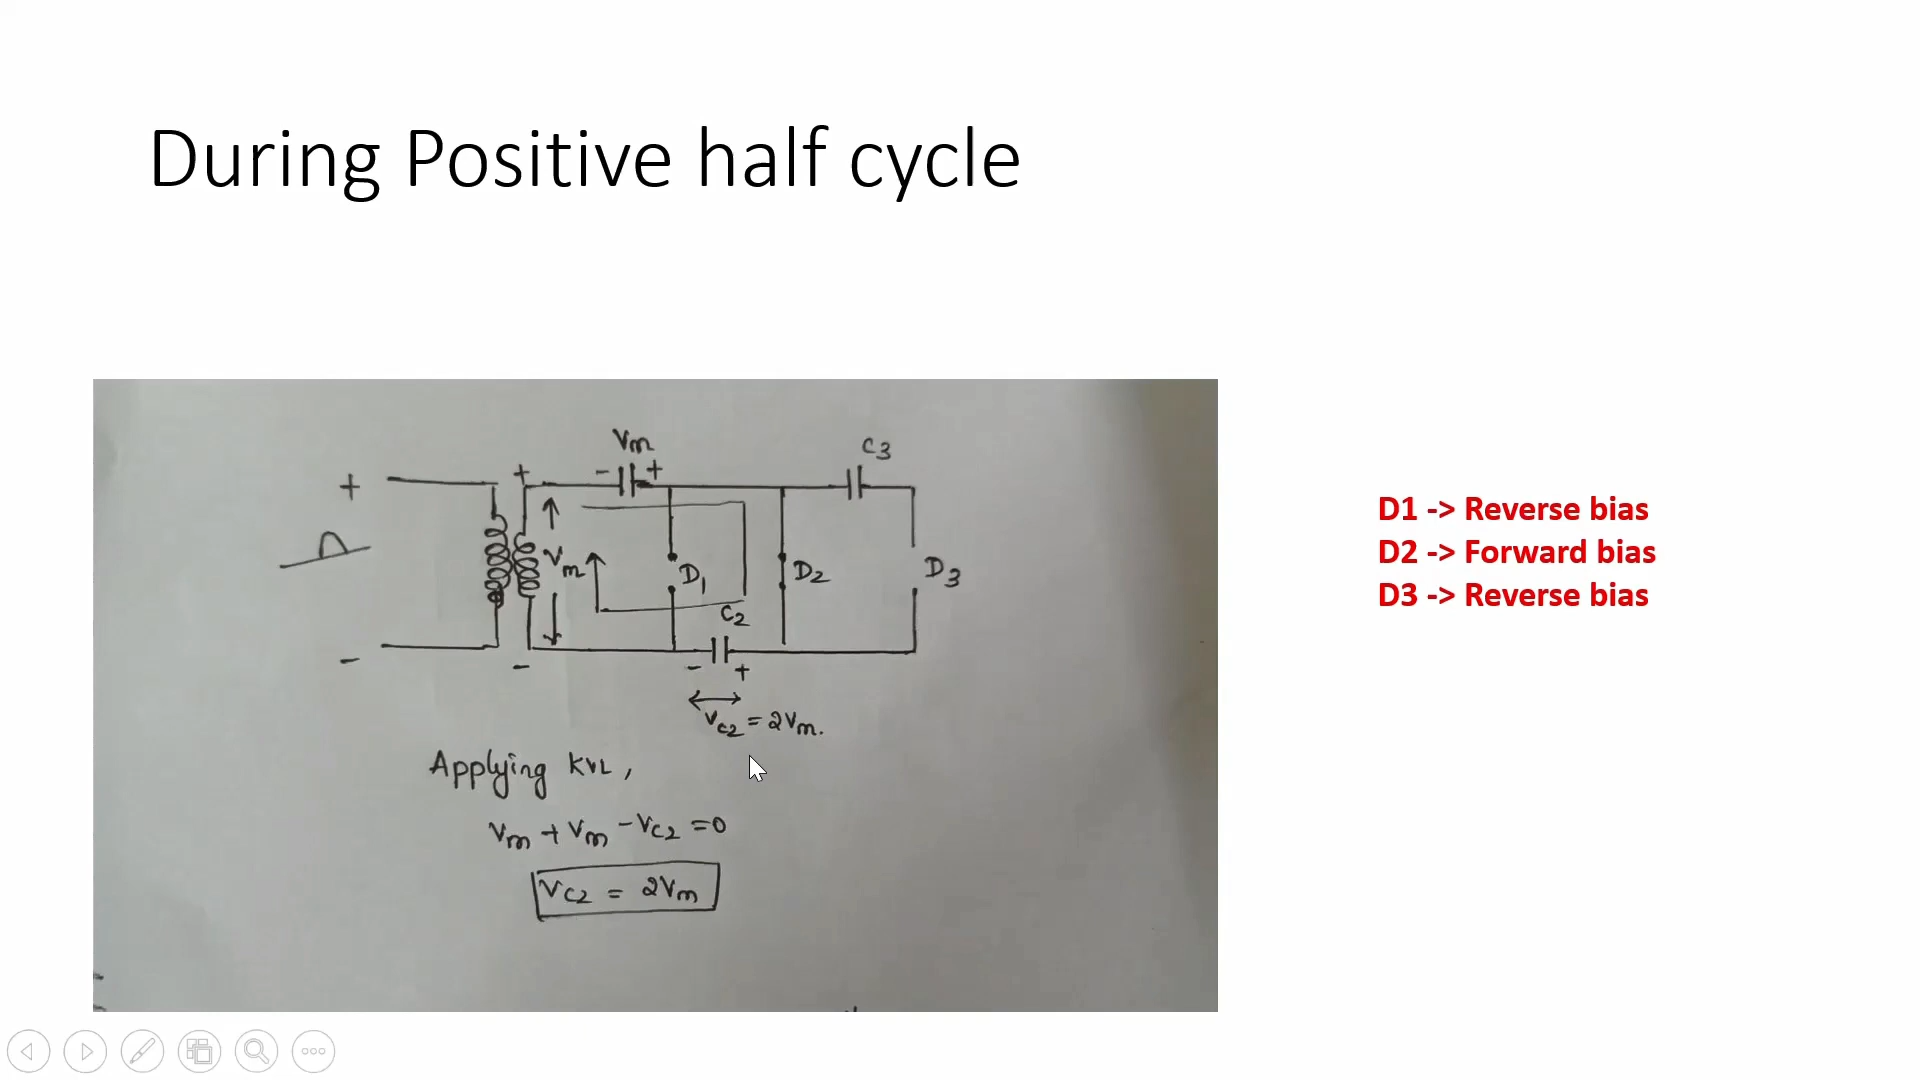 During Positive half cycle
Vm
- +
C3
+
+
Vm
D1
D2
D3
C2
-
-
- +
Vc2 = 2Vm.
Applying KVL,
Vm + Vm - Vc2 = 0
Vc2 = 2Vm
D1 -> Reverse bias
D2 -> Forward bias
D3 -> Reverse bias